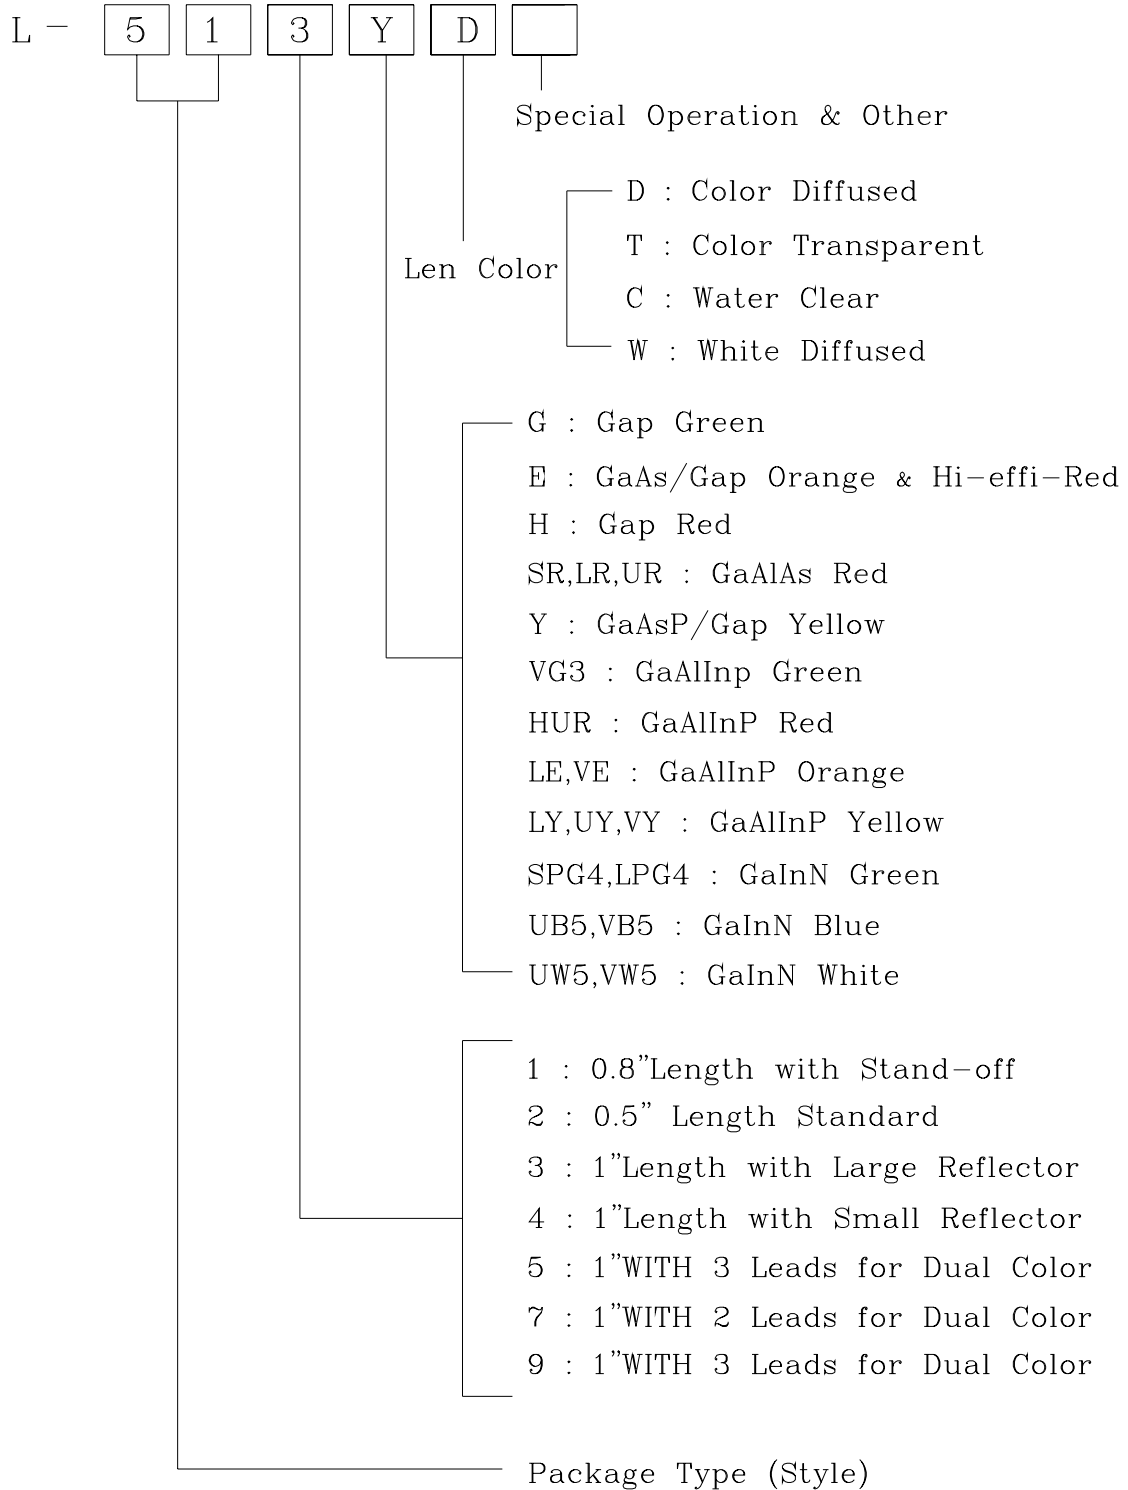 L- 5 1 3 Y D
Special Operation & Other
D : Color Diffused
T : Color Transparent
Len Color
C : Water Clear
W : White Diffused
G : Gap Green
E : GaAs/Gap Orange & Hi-effi-Red
H : Gap Red
SR,LR,UR : GaAlAs Red
Y : GaAsP/Gap Yellow
VG3 : GaAlInp Green
HUR : GaAlInP Red
LE,VE : GaAlInP Orange
LY,UY,VY : GaAlInP Yellow
SPG4,LPG4 : GaInN Green
UB5,VB5 : GaInN Blue
UW5,VW5 : GaInN White
1 : 0.8”Length with Stand-off
2 : 0.5” Length Standard
3 : 1”Length with Large Reflector
4 : 1”Length with Small Reflector
5 : 1”WITH 3 Leads for Dual Color
7 : 1”WITH 2 Leads for Dual Color
9 : 1”WITH 3 Leads for Dual Color
Package Type (Style)